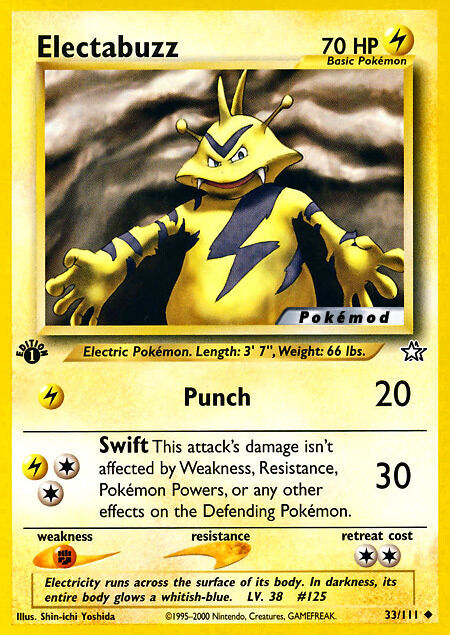 Electabuzz 70 HP
Basic Pokémon
Pokémod
EDITION
1
Electric Pokémon. Length: 3' 7", Weight: 66 lbs.
Punch 20
Swift This attack's damage isn't
affected by Weakness, Resistance,
Pokémon Powers, or any other
effects on the Defending Pokémon.
30
weakness resistance retreat cost
Electricity runs across the surface of its body. In darkness, its
entire body glows a whitish-blue. LV. 38 #125
Illus. Shin-ichi Yoshida ©1995-2000 Nintendo, Creatures, GAMEFREAK. 33/111